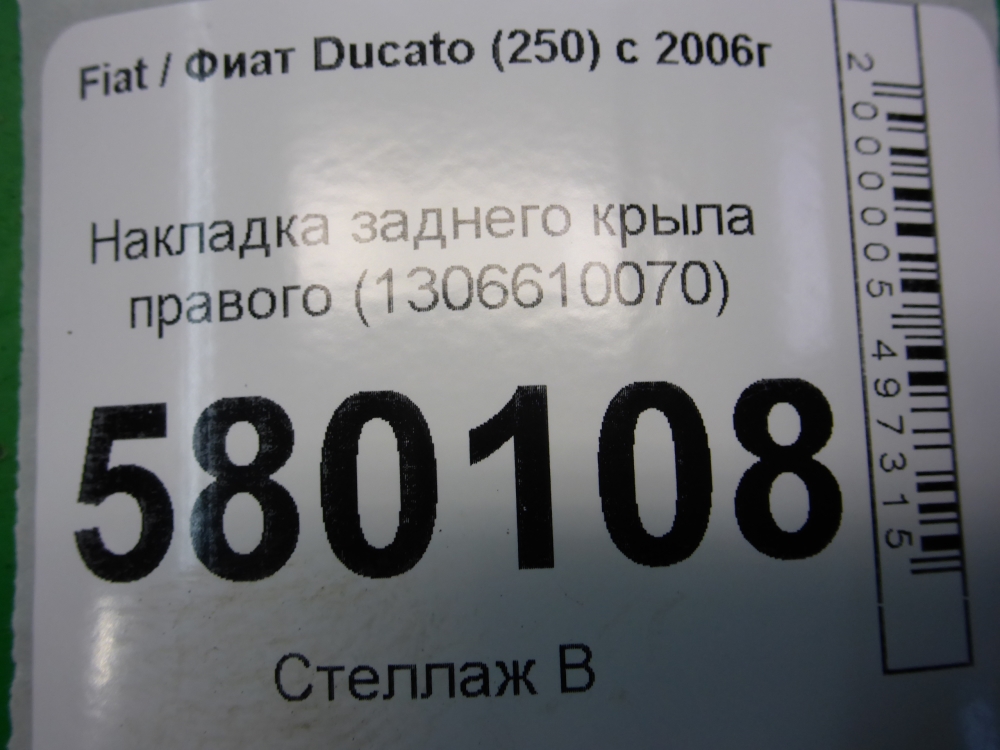 Fiat / Фиат Ducato (250) с 2006г
Накладка заднего крыла
правого (1306610070)
580108
Стеллаж В
2000005497315